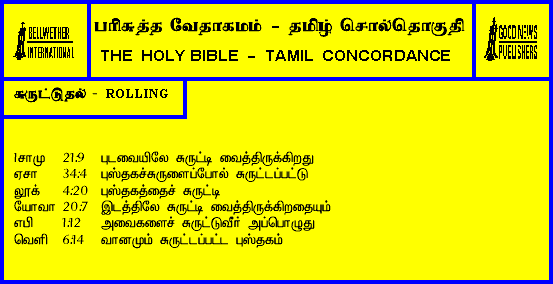 BELLWETHER
INTERNATIONAL
பரிசுத்த வேதாகமம் - தமிழ் சொல்தொகுதி
THE HOLY BIBLE - TAMIL CONCORDANCE
GOOD NEWS
PUBLISHERS
சுருட்டுதல் - ROLLING
1சாமு 21:9 புடவையிலே சுருட்டி வைத்திருக்கிறது
ஏசா 34:4 புஸ்தகச்சுருளைப்போல் சுருட்டப்பட்டு
லூக் 4:20 புஸ்தகத்தைச் சுருட்டி
யோவா 20:7 இடத்திலே சுருட்டி வைத்திருக்கிறதையும்
எபி 1:12 அவைகளைச் சுருட்டுவீர் அப்பொழுது
வெளி 6:14 வானமும் சுருட்டப்பட்ட புஸ்தகம்